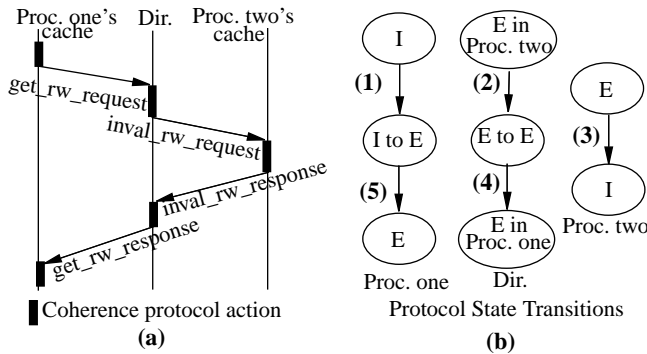 Proc. one's
cache
Dir.
Proc. two's
cache
get_rw_request
inval_rw_request
inval_rw_response
get_rw_response
Coherence protocol action
(a)
I
(1)
I to E
(5)
E
Proc. one
E in
Proc. two
(2)
E to E
(4)
E in
Proc. one
Dir.
E
(3)
I
Proc. two
Protocol State Transitions
(b)